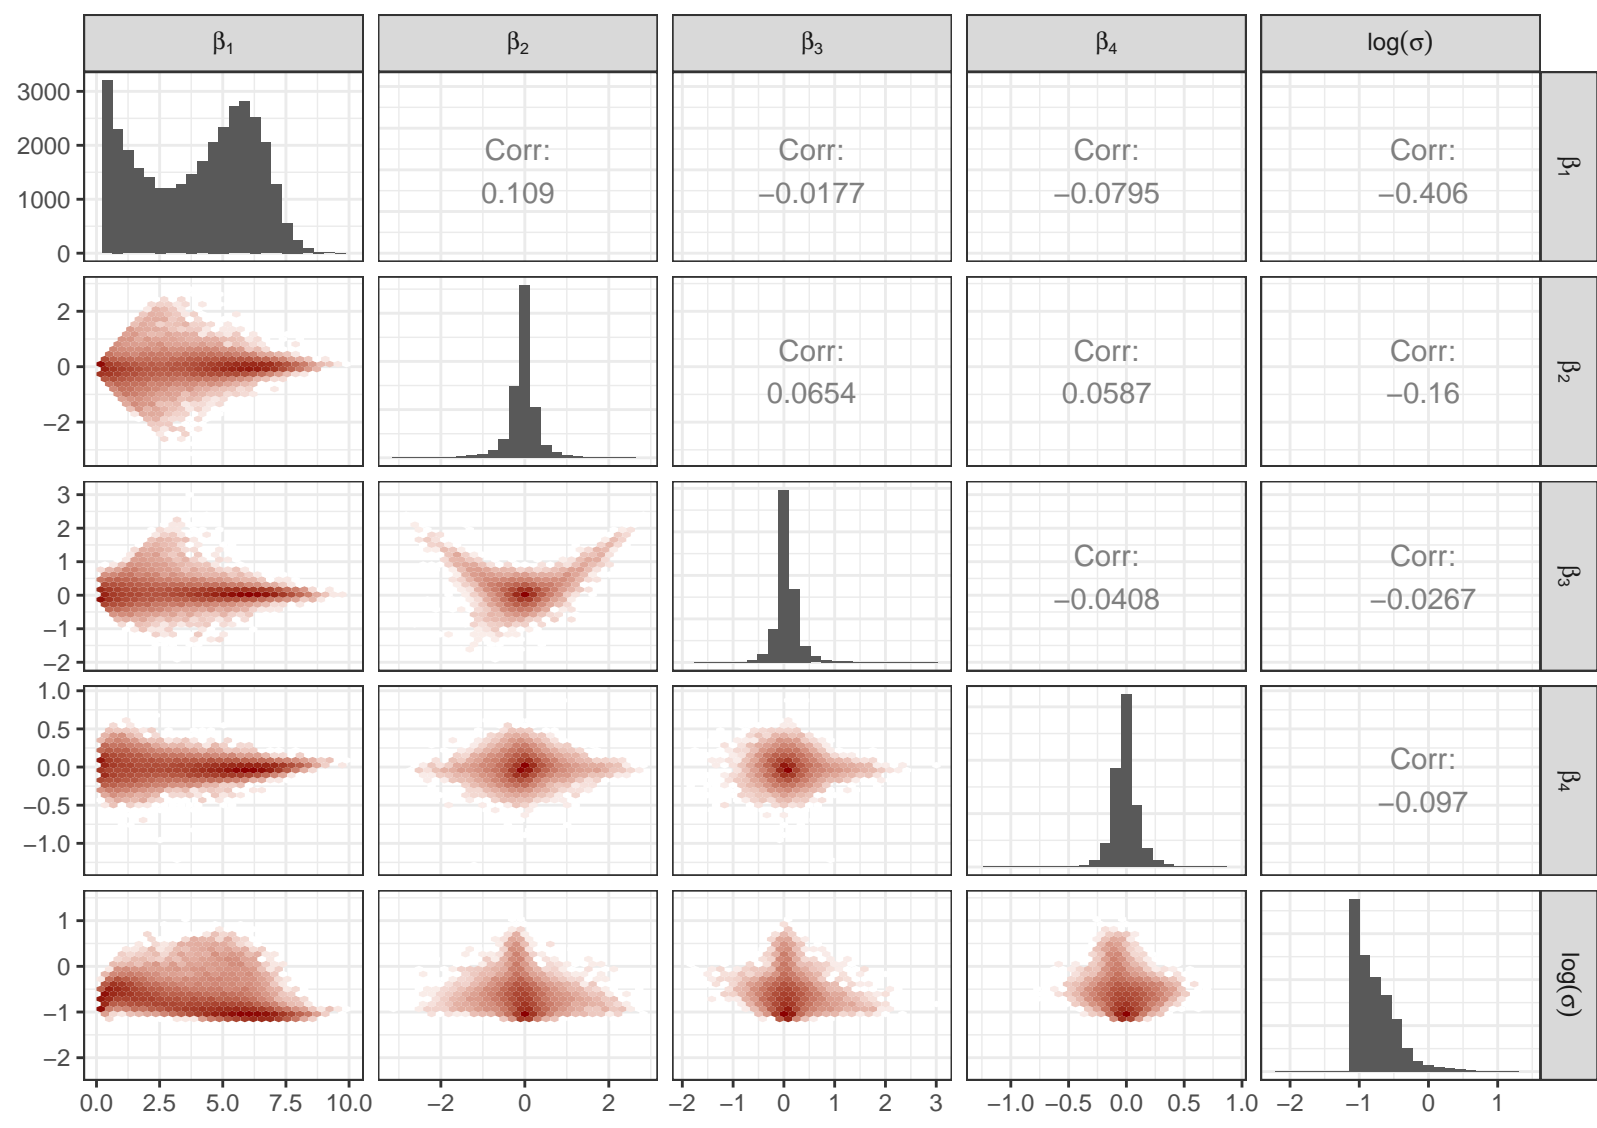 β₁ β₂ β₃ β₄ log(σ)
3000
2000
1000
0
Corr:
0.109
Corr:
−0.0177
Corr:
−0.0795
Corr:
−0.406
β₁
2
0
−2
Corr:
0.0654
Corr:
0.0587
Corr:
−0.16
β₂
3
2
1
0
−1
−2
Corr:
−0.0408
Corr:
−0.0267
β₃
1.0
0.5
0.0
−0.5
−1.0
Corr:
−0.097
β₄
1
0
−1
−2
log(σ)
0.0 2.5 5.0 7.5 10.0 −2 0 2 −2 −1 0 1 2 3 −1.0 −0.5 0.0 0.5 1.0 −2 −1 0 1